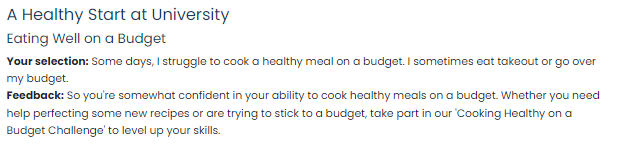 A Healthy Start at University
Eating Well on a Budget
Your selection: Some days, I struggle to cook a healthy meal on a budget. I sometimes eat takeout or go over
my budget.
Feedback: So you're somewhat confident in your ability to cook healthy meals on a budget. Whether you need
help perfecting some new recipes or are trying to stick to a budget, take part in our 'Cooking Healthy on a
Budget Challenge' to level up your skills.